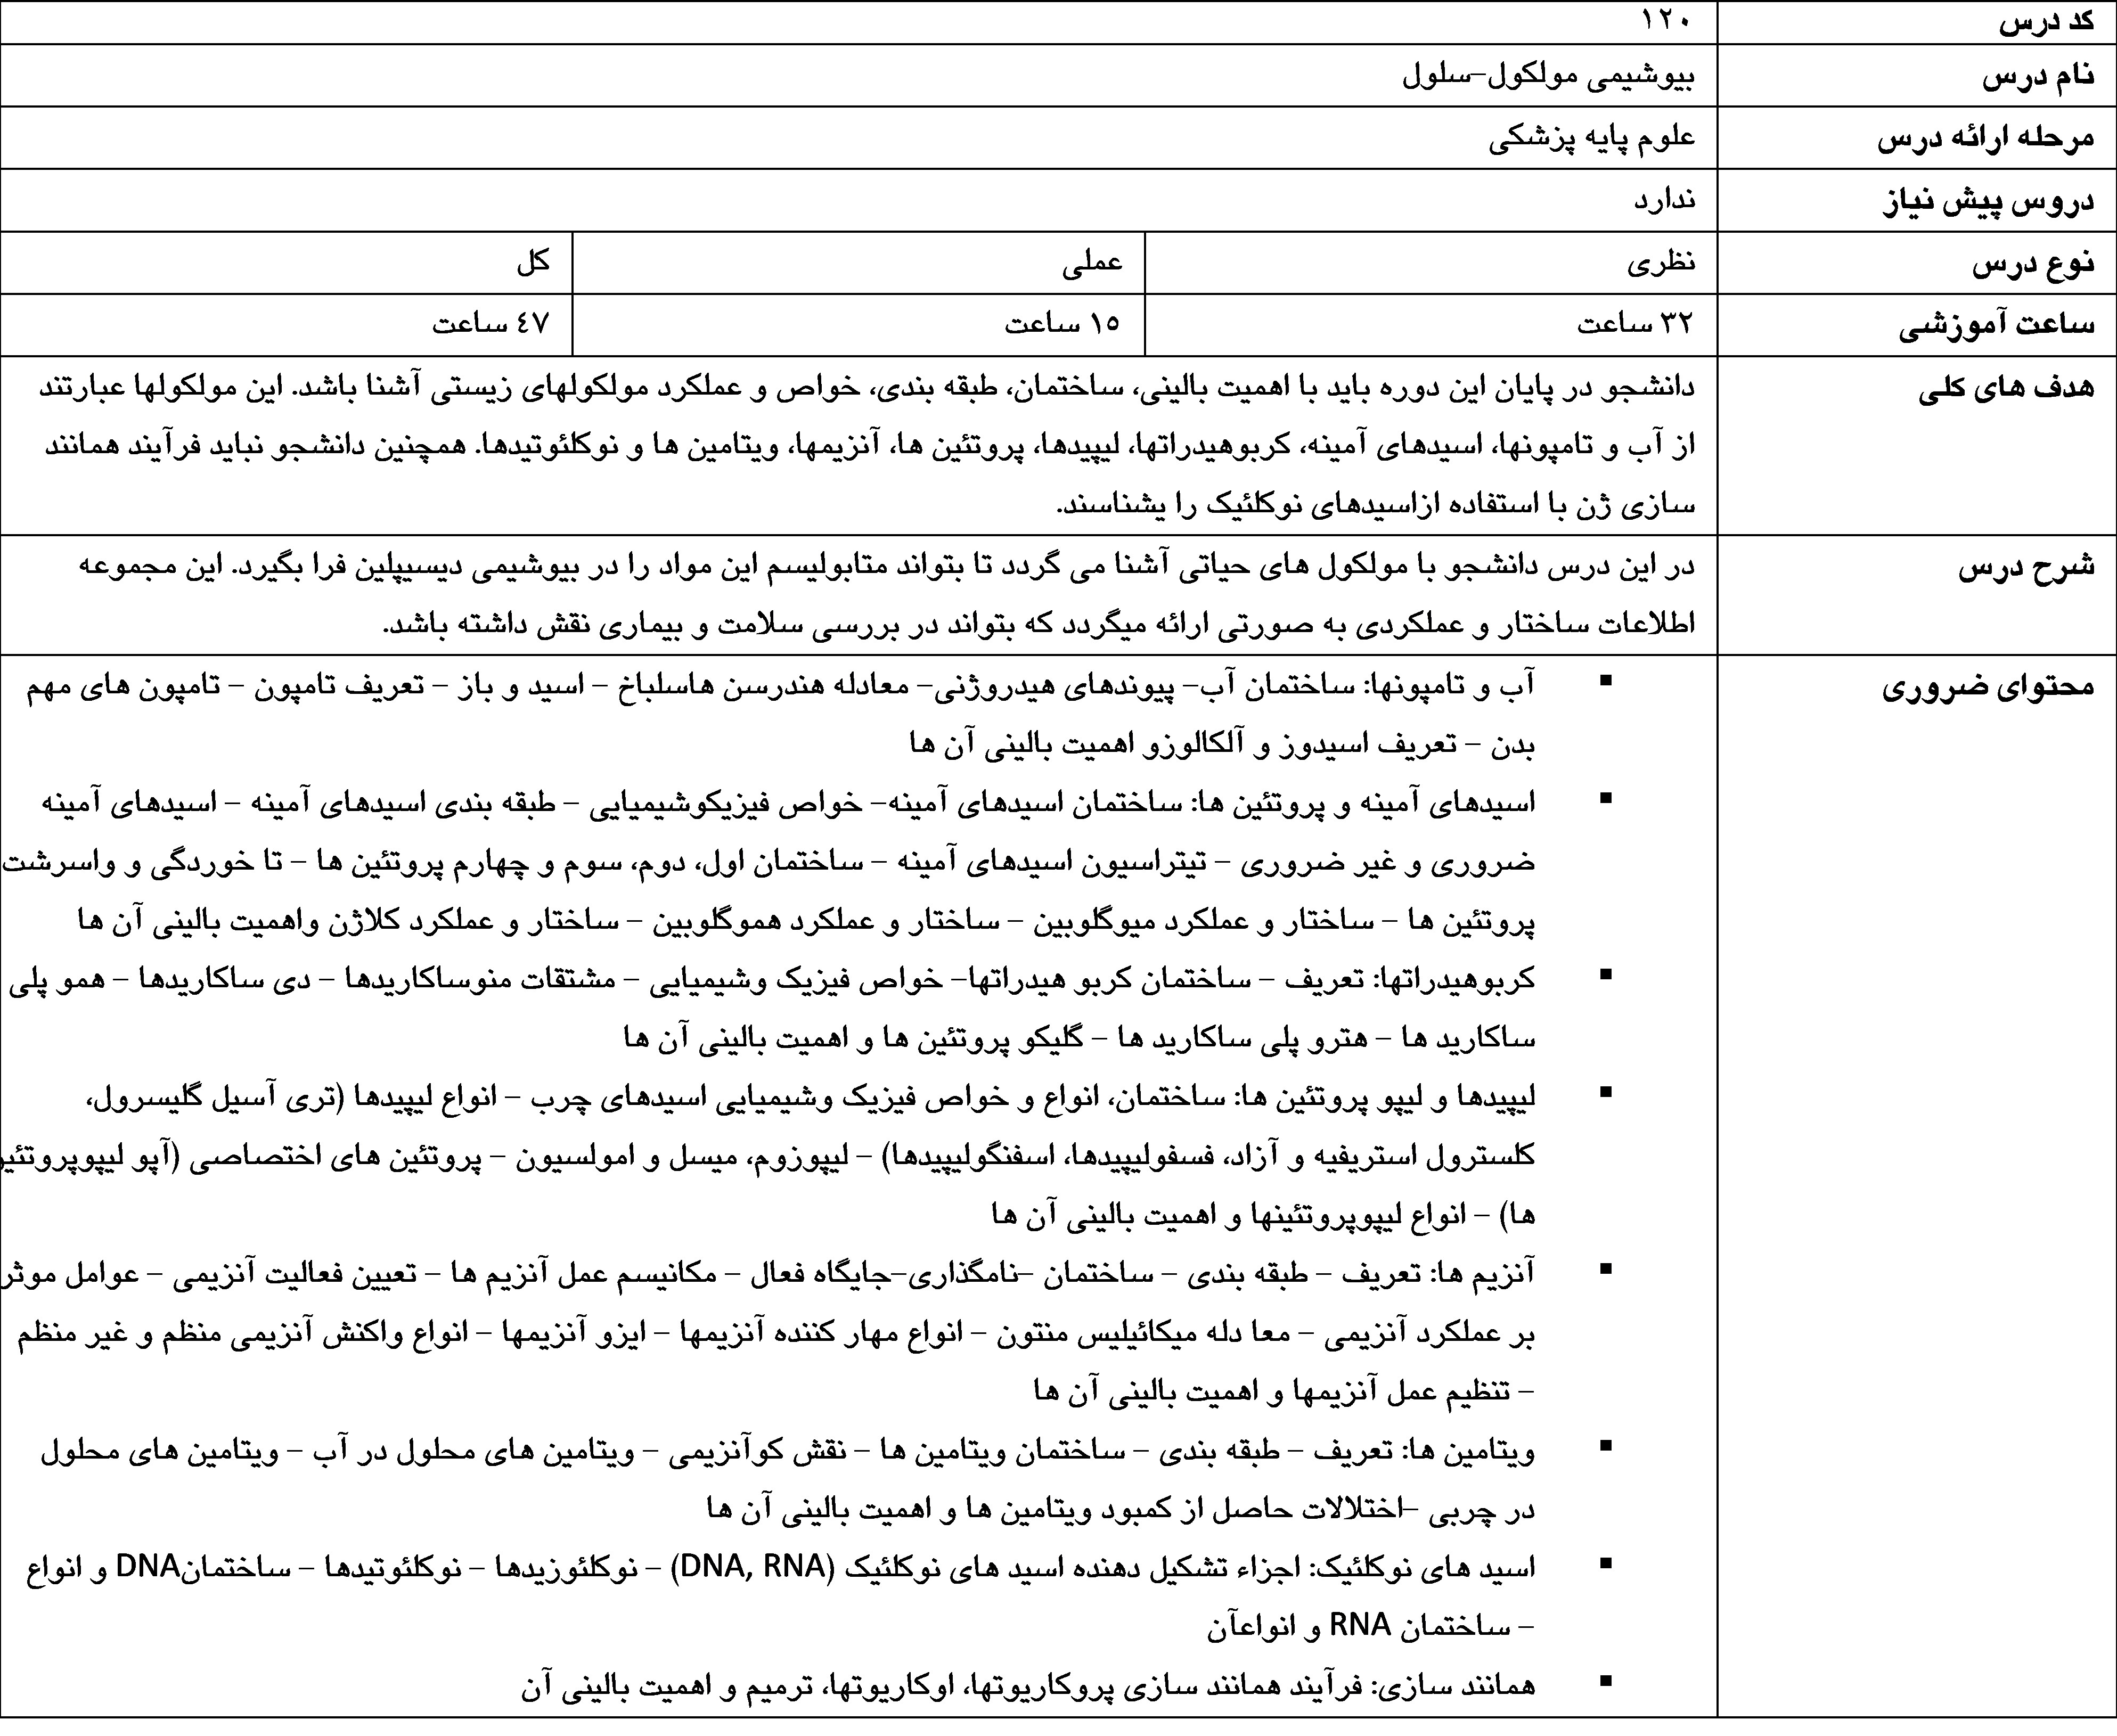 کد درس ۱۲۰
نام درس بیوشیمی مولکول-سلول
مرحله ارائه درس علوم پایه پزشکی
دروس پیش نیاز ندارد
نوع درس نظری عملی کل
ساعت آموزشی ۳۲ ساعت ۱۵ ساعت ٤۷ ساعت
هدف های کلی دانشجو در پایان این دوره باید با اهمیت بالینی، ساختمان، طبقه بندی، خواص و عملکرد مولکولهای زیستی آشنا باشد. این مولکولها عبارتند
از آب و تامپونها، اسیدهای آمینه، کربوهیدراتها، لیپیدها، پروتئین ها، آنزیمها، ویتامین ها و نوکلئوتیدها. همچنین دانشجو نباید فرآیند همانند
سازی ژن با استفاده ازاسیدهای نوکلئیک را یشناسند.
شرح درس در این درس دانشجو با مولکول های حیاتی آشنا می گردد تا بتواند متابولیسم این مواد را در بیوشیمی دیسیپلین فرا بگیرد. این مجموعه
اطلاعات ساختار و عملکردی به صورتی ارائه میگردد که بتواند در بررسی سلامت و بیماری نقش داشته باشد.
محتوای ضروری ▪ آب و تامپونها: ساختمان آب- پیوندهای هیدروژنی- معادله هندرسن هاسلباخ – اسید و باز – تعریف تامپون – تامپون های مهم
بدن – تعریف اسیدوز و آلکالوزو اهمیت بالینی آن ها
▪ اسیدهای آمینه و پروتئین ها: ساختمان اسیدهای آمینه- خواص فیزیکوشیمیایی – طبقه بندی اسیدهای آمینه – اسیدهای آمینه
ضروری و غیر ضروری – تیتراسیون اسیدهای آمینه – ساختمان اول، دوم، سوم و چهارم پروتئین ها – تا خوردگی و واسرشت
پروتئین ها – ساختار و عملکرد میوگلوبین – ساختار و عملکرد هموگلوبین – ساختار و عملکرد کلاژن واهمیت بالینی آن ها
▪ کربوهیدراتها: تعریف – ساختمان کربو هیدراتها- خواص فیزیک وشیمیایی – مشتقات منوساکاریدها – دی ساکاریدها – همو پلی
ساکارید ها – هترو پلی ساکارید ها – گلیکو پروتئین ها و اهمیت بالینی آن ها
▪ لیپیدها و لیپو پروتئین ها: ساختمان، انواع و خواص فیزیک وشیمیایی اسیدهای چرب – انواع لیپیدها (تری آسیل گلیسرول،
کلسترول استریفیه و آزاد، فسفولیپیدها، اسفنگولیپیدها) – لیپوزوم، میسل و امولسیون – پروتئین های اختصاصی (آپو لیپوپروتئین
ها) – انواع لیپوپروتئینها و اهمیت بالینی آن ها
▪ آنزیم ها: تعریف – طبقه بندی – ساختمان –نامگذاری-جایگاه فعال – مکانیسم عمل آنزیم ها – تعیین فعالیت آنزیمی – عوامل موثر
بر عملکرد آنزیمی – معا دله میکائیلیس منتون – انواع مهار کننده آنزیمها – ایزو آنزیمها – انواع واکنش آنزیمی منظم و غیر منظم
– تنظیم عمل آنزیمها و اهمیت بالینی آن ها
▪ ویتامین ها: تعریف – طبقه بندی – ساختمان ویتامین ها – نقش کوآنزیمی – ویتامین های محلول در آب – ویتامین های محلول
در چربی –اختلالات حاصل از کمبود ویتامین ها و اهمیت بالینی آن ها
▪ اسید های نوکلئیک: اجزاء تشکیل دهنده اسید های نوکلئیک (DNA, RNA) – نوکلئوزیدها – نوکلئوتیدها – ساختمانDNA و انواع
– ساختمان RNA و انواعآن
▪ همانند سازی: فرآیند همانند سازی پروکاریوتها، اوکاریوتها، ترمیم و اهمیت بالینی آن